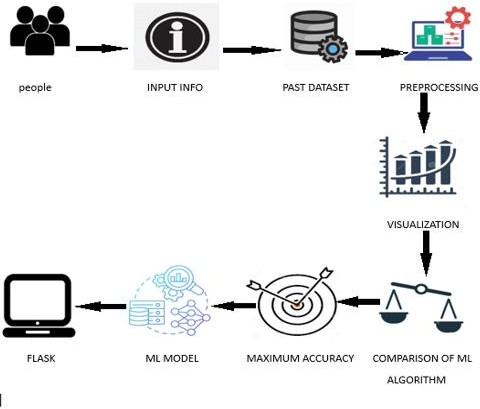 people
INPUT INFO
PAST DATASET
PREPROCESSING
VISUALIZATION
FLASK
ML MODEL
MAXIMUM ACCURACY
COMPARISON OF ML
ALGORITHM